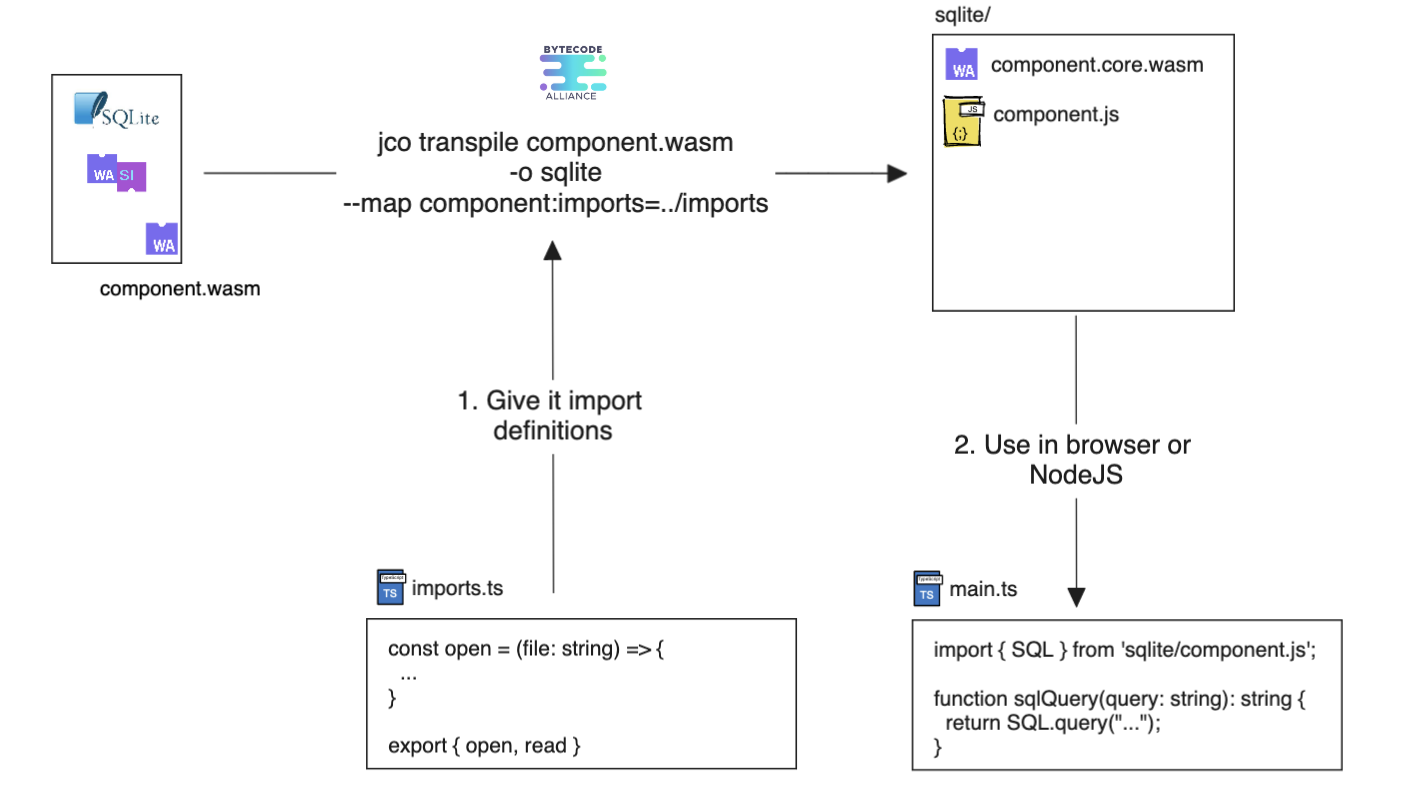 sqlite/
BYTECODE
ALLIANCE
SQLite
WA SI
WA
component.wasm
jco transpile component.wasm
-o sqlite
--map component:imports=../imports
WA
component.core.wasm
JS
{;}
component.js
1. Give it import
definitions
2. Use in browser or
NodeJS
TypeScript
TS
imports.ts
const open = (file: string) => {
...
}
export { open, read }
TypeScript
TS
main.ts
import { SQL } from 'sqlite/component.js';
function sqlQuery(query: string): string {
return SQL.query("...");
}